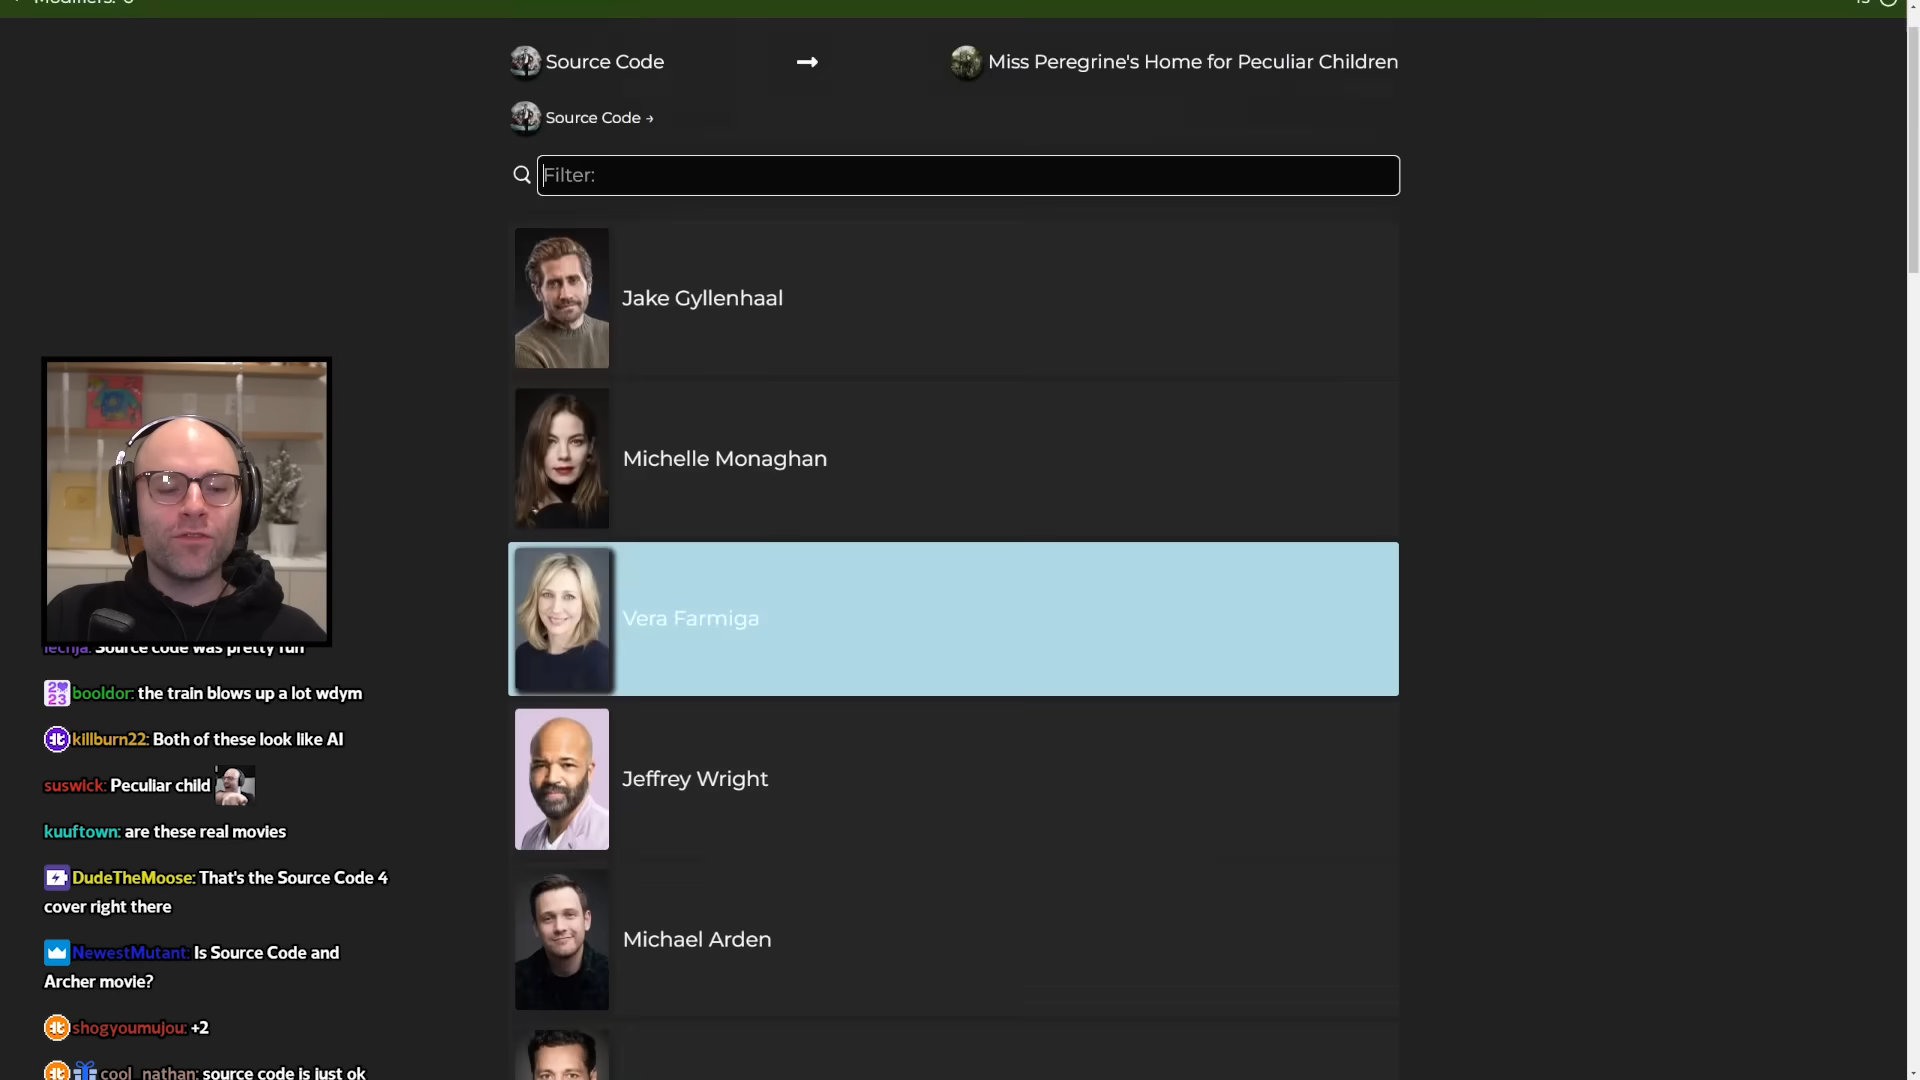 Source Code → Miss Peregrine's Home for Peculiar Children
Source Code →
Filter:
Jake Gyllenhaal
Michelle Monaghan
Vera Farmiga
Jeffrey Wright
Michael Arden
lechja: Source code was pretty fun
booldor: the train blows up a lot wdym
killburn22: Both of these look like AI
suswick: Peculiar child
kuuftown: are these real movies
DudeTheMoose: That's the Source Code 4
cover right there
NewestMutant: Is Source Code and
Archer movie?
shogyoumujou: +2
cool_nathan: source code is just ok